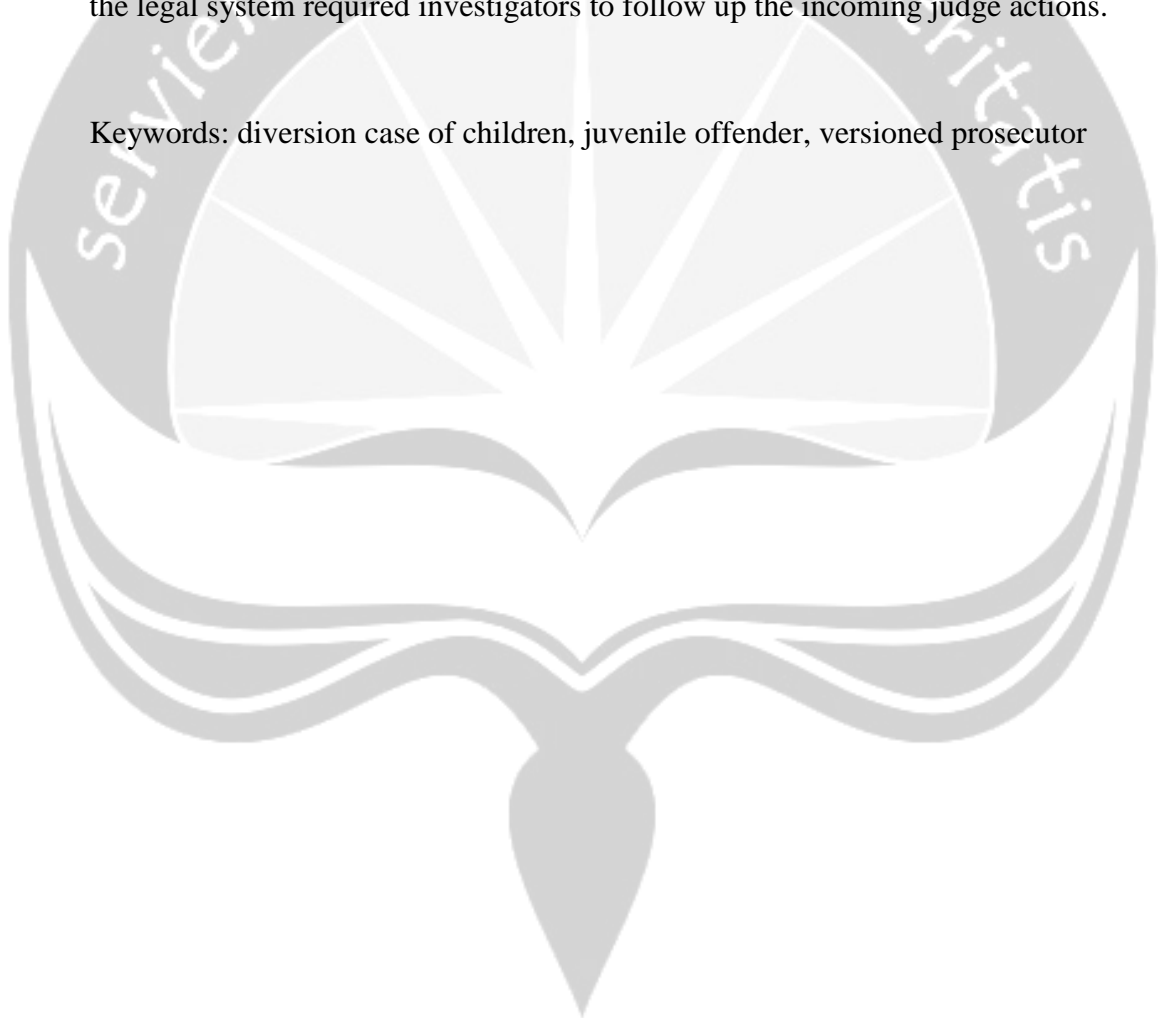 the legal system required investigators to follow up the incoming judge actions.
Keywords: diversion case of children, juvenile offender, versioned prosecutor